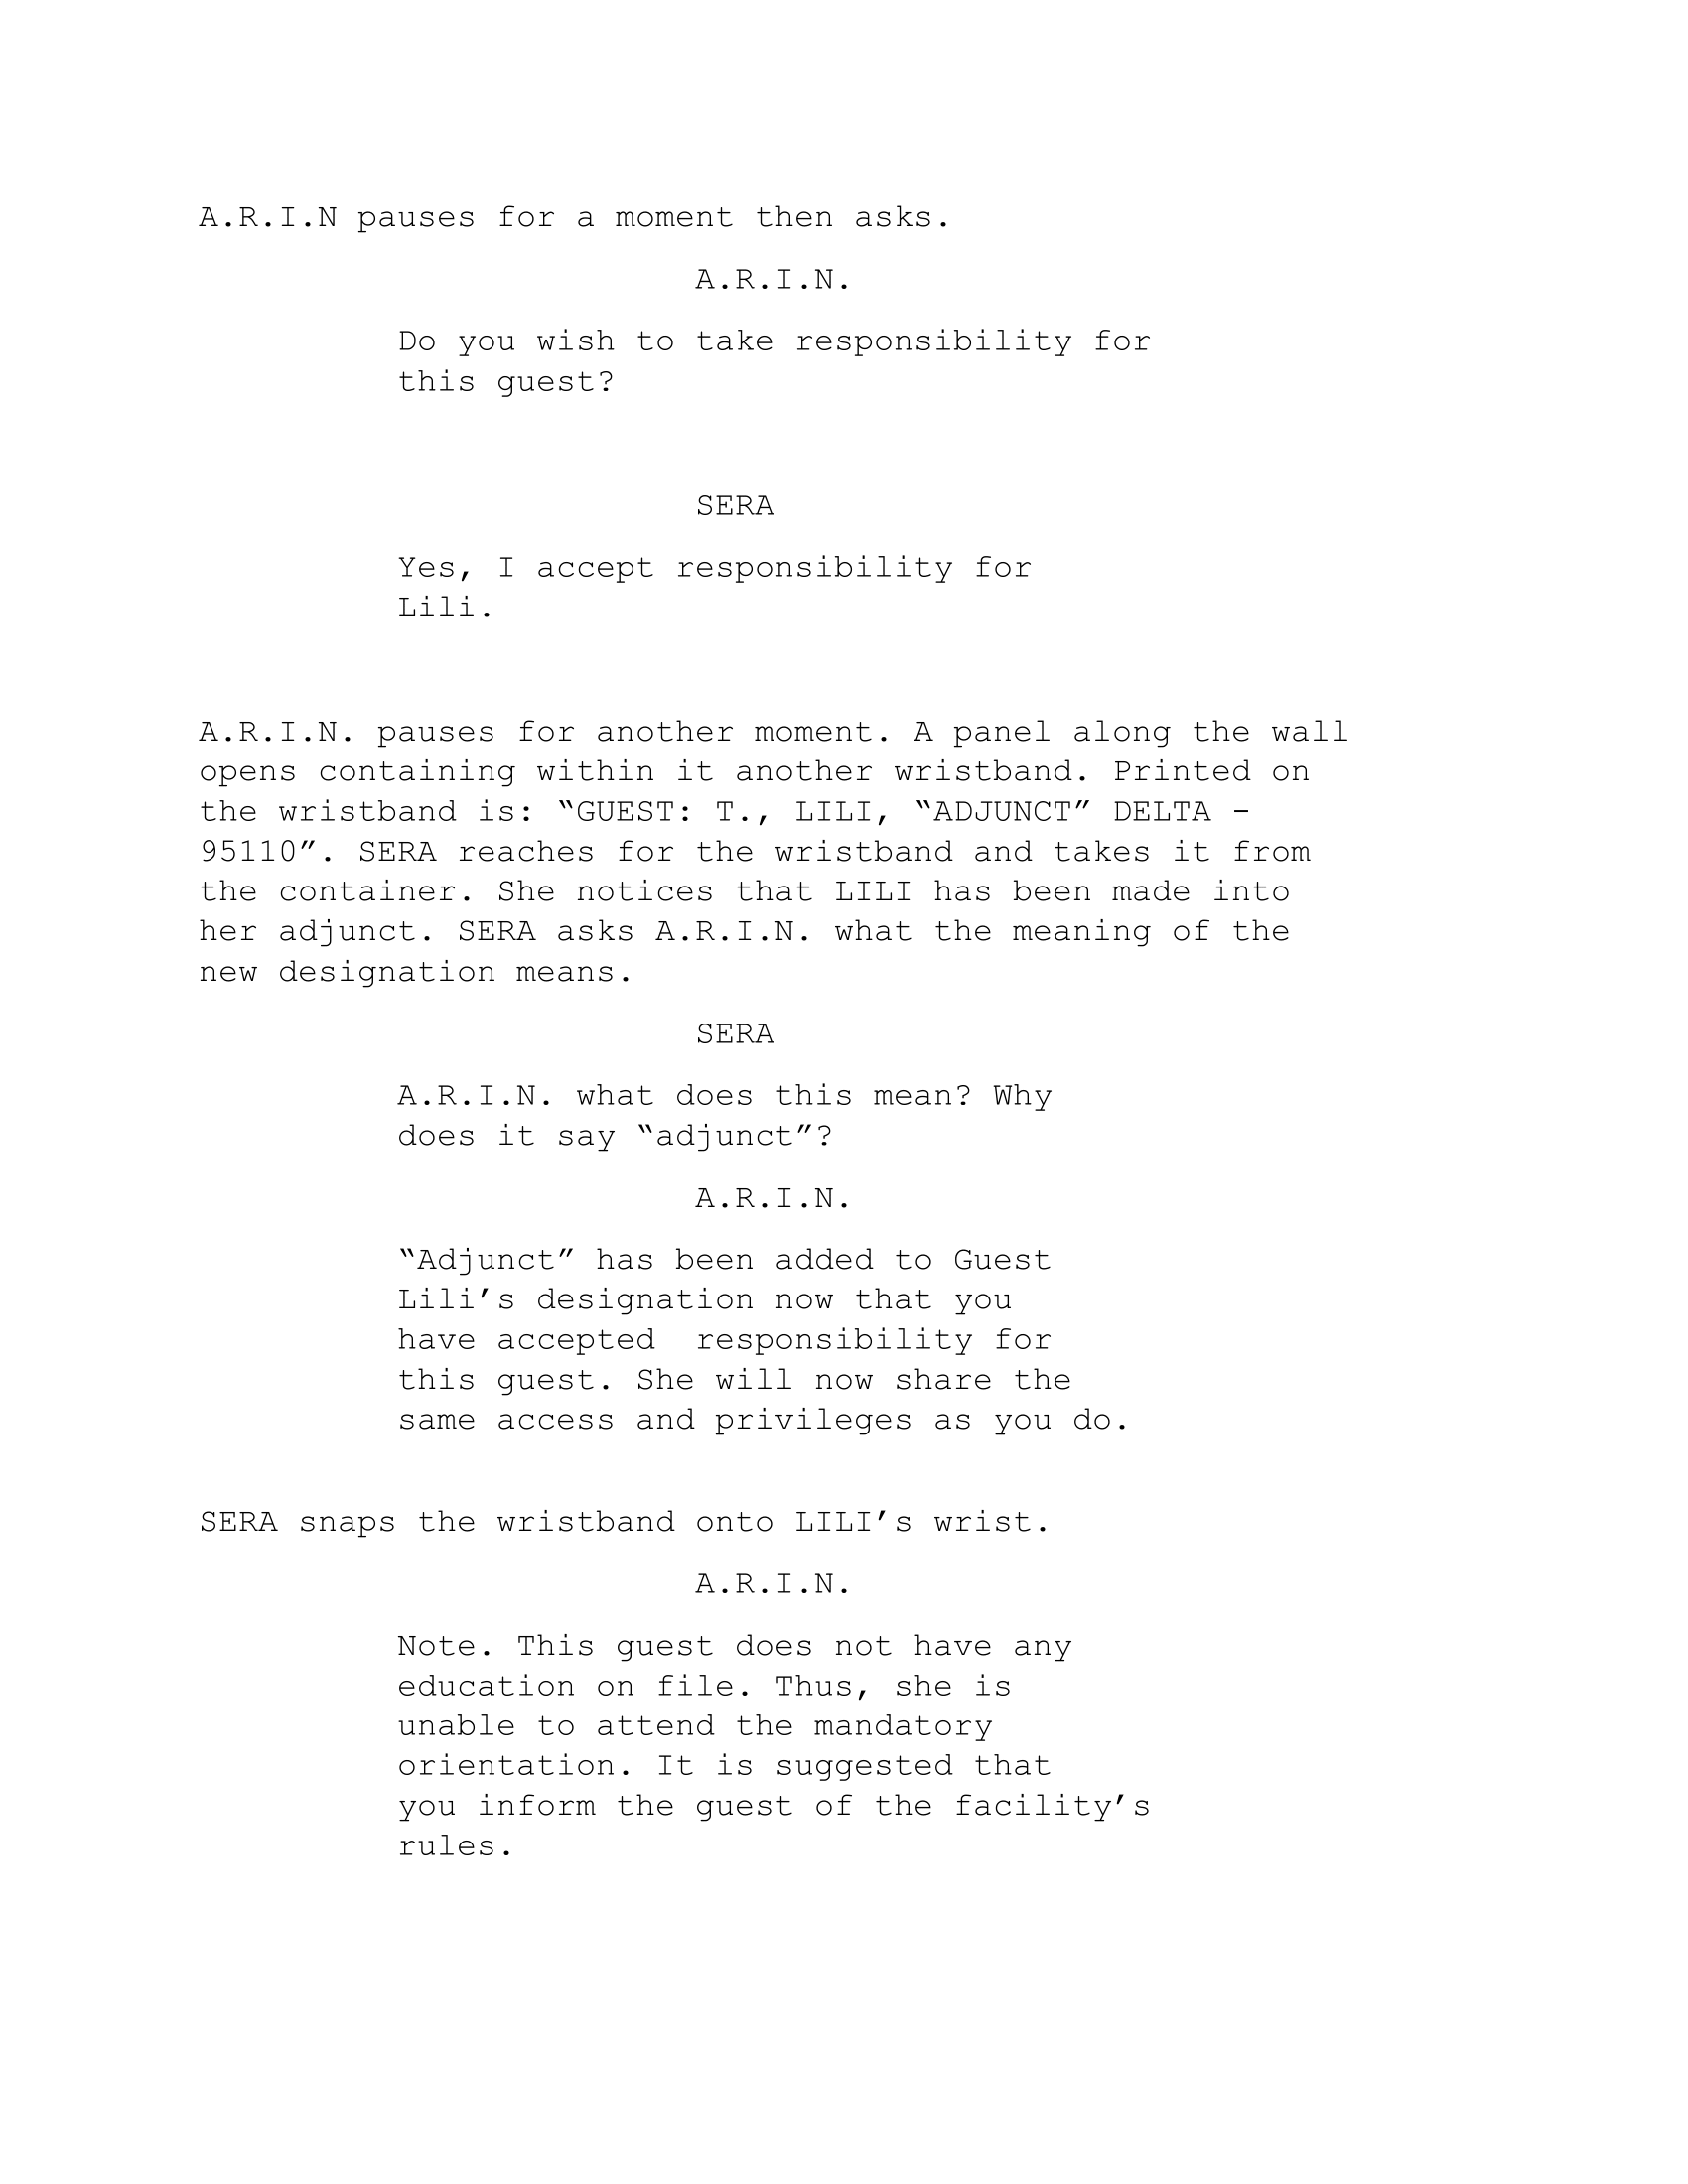 A.R.I.N pauses for a moment then asks.
A.R.I.N.
Do you wish to take responsibility for
this guest?
SERA
Yes, I accept responsibility for
Lili.
A.R.I.N. pauses for another moment. A panel along the wall
opens containing within it another wristband. Printed on
the wristband is: “GUEST: T., LILI, “ADJUNCT” DELTA -
95110”. SERA reaches for the wristband and takes it from
the container. She notices that LILI has been made into
her adjunct. SERA asks A.R.I.N. what the meaning of the
new designation means.
SERA
A.R.I.N. what does this mean? Why
does it say “adjunct”?
A.R.I.N.
“Adjunct” has been added to Guest
Lili’s designation now that you
have accepted  responsibility for
this guest. She will now share the
same access and privileges as you do.
SERA snaps the wristband onto LILI’s wrist.
A.R.I.N.
Note. This guest does not have any
education on file. Thus, she is
unable to attend the mandatory
orientation. It is suggested that
you inform the guest of the facility’s
rules.